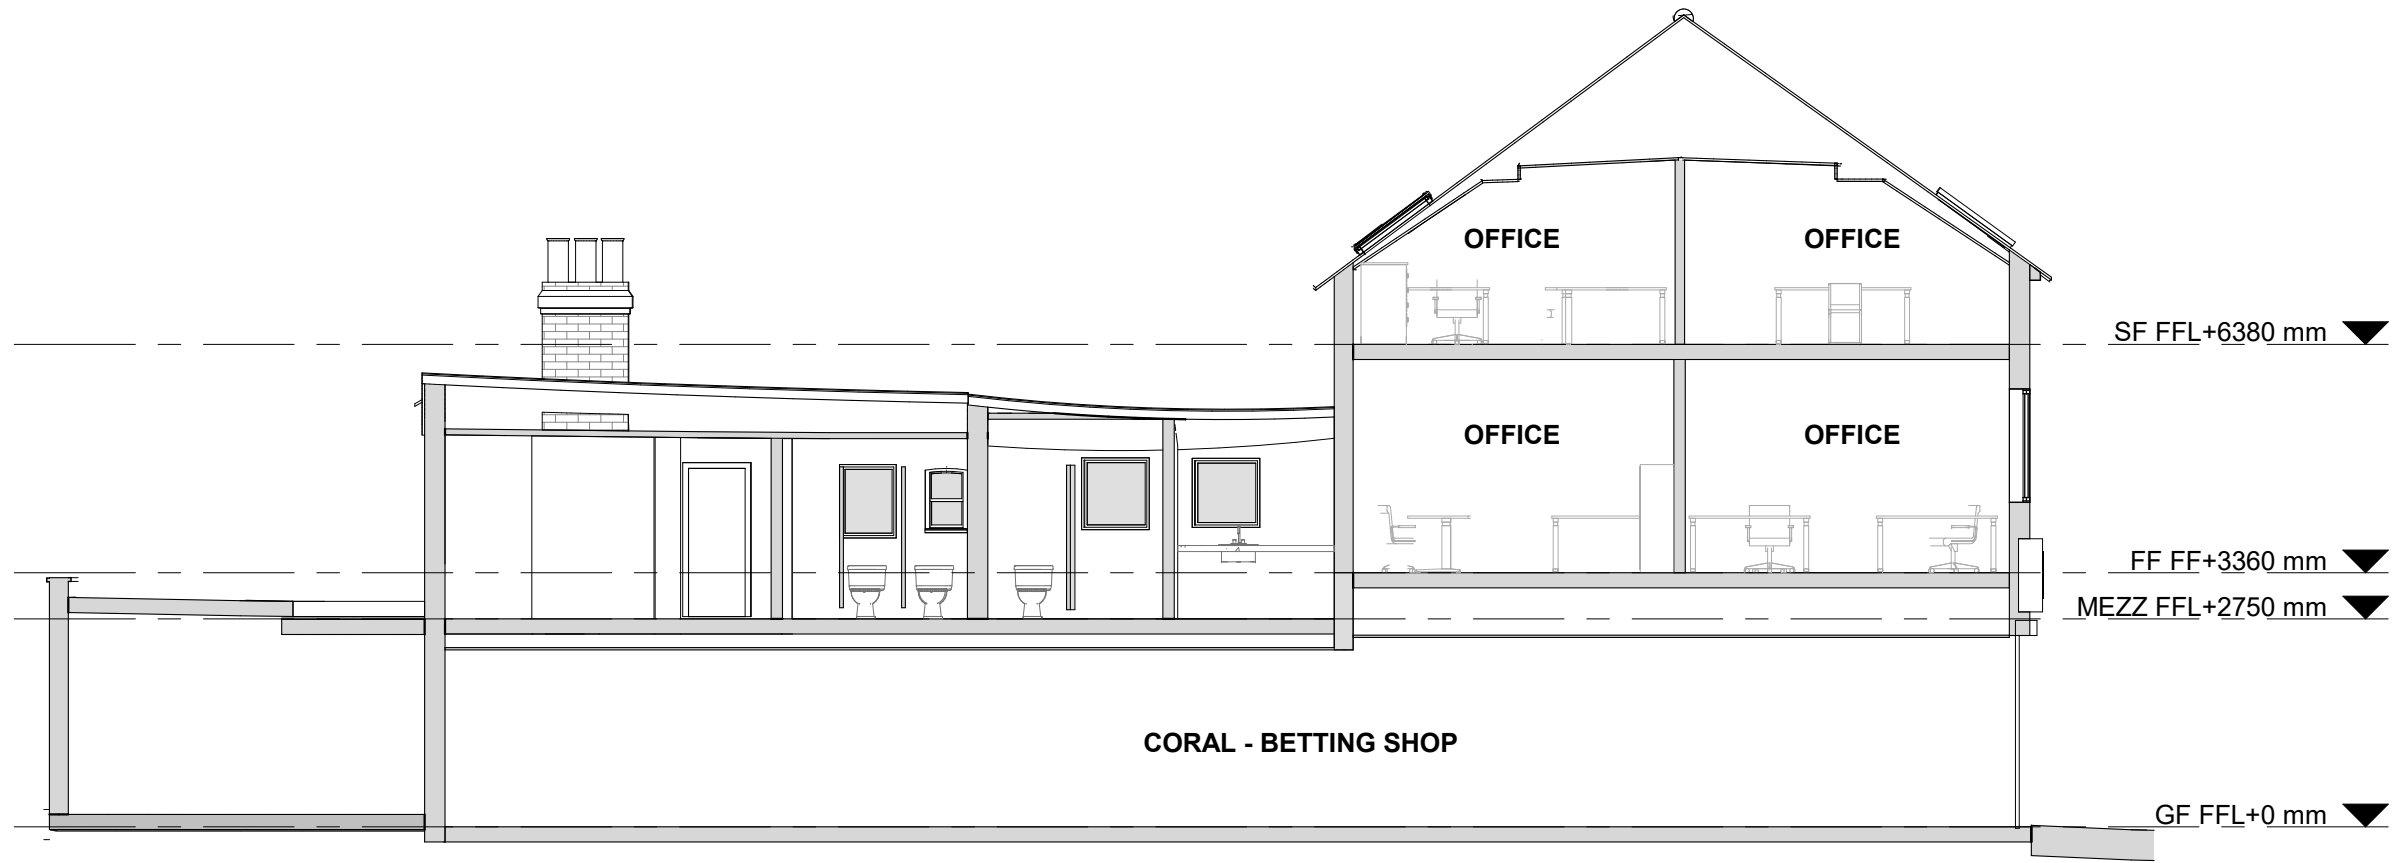 OFFICE OFFICE
SF FFL+6380 mm
OFFICE OFFICE
FF FF+3360 mm
MEZZ FFL+2750 mm
CORAL - BETTING SHOP
GF FFL+0 mm